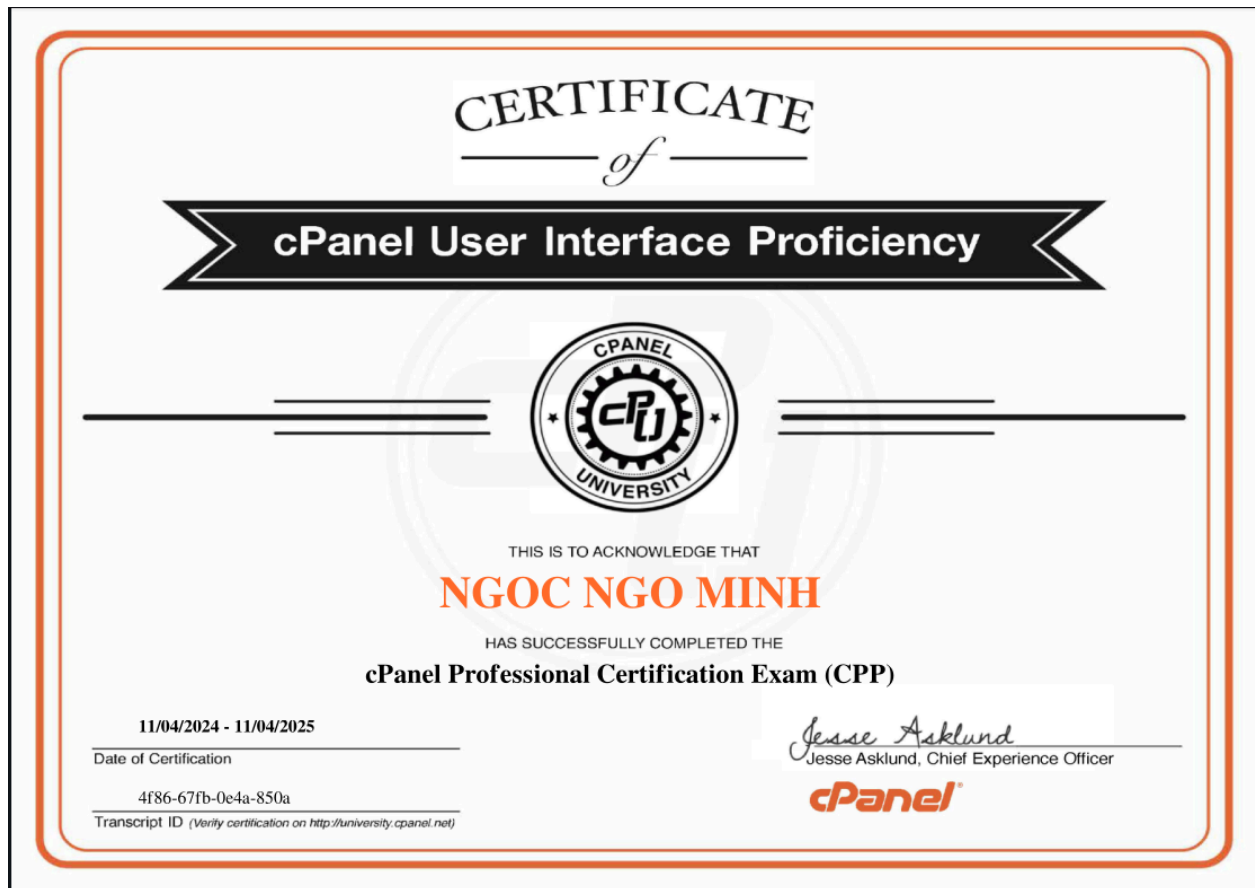 CERTIFICATE
of
cPanel User Interface Proficiency
CPANEL
CPU
UNIVERSITY
THIS IS TO ACKNOWLEDGE THAT
NGOC NGO MINH
HAS SUCCESSFULLY COMPLETED THE
cPanel Professional Certification Exam (CPP)
11/04/2024 - 11/04/2025
Date of Certification
4f86-67fb-0e4a-850a
Transcript ID (Verify certification on http://university.cpanel.net)
Jesse Asklund
Jesse Asklund, Chief Experience Officer
cPanel®